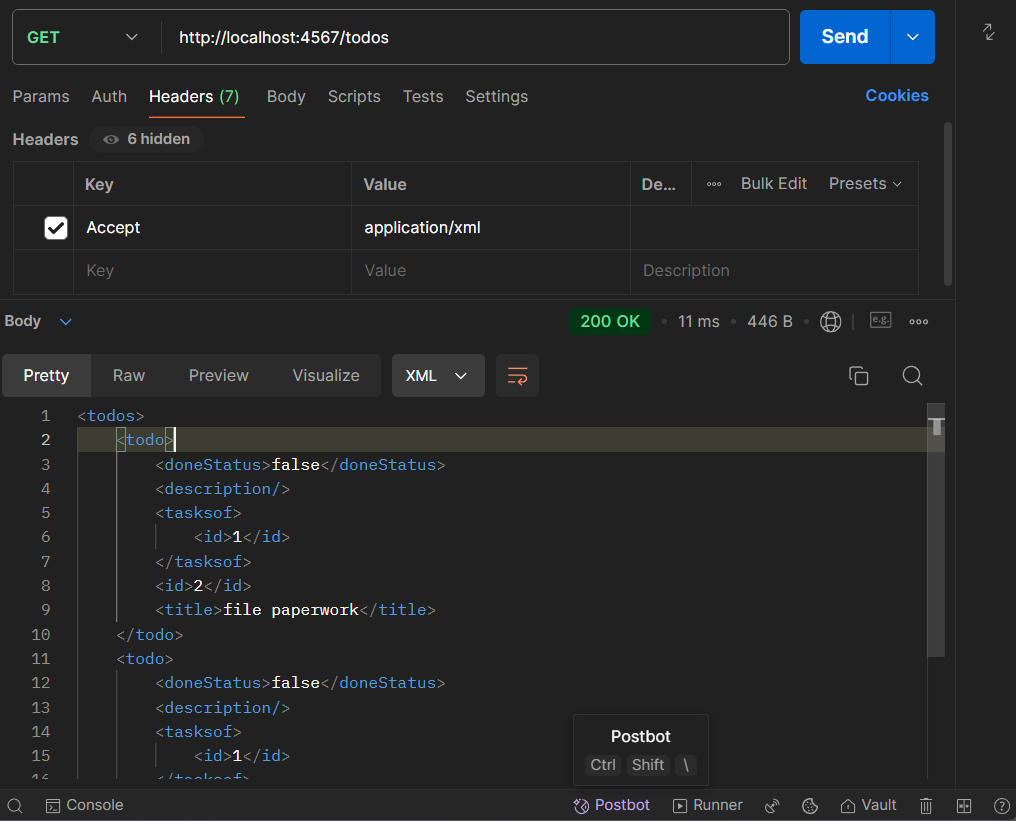 GET http://localhost:4567/todos Send
Params Auth Headers (7) Body Scripts Tests Settings Cookies
Headers 6 hidden
Key Value De... Bulk Edit Presets
Accept application/xml
Key Value Description
Body 200 OK • 11 ms • 446 B • e.g.
Pretty Raw Preview Visualize XML
1 <todos>
2 <todo>
3 <doneStatus>false</doneStatus>
4 <description/>
5 <tasksof>
6 <id>1</id>
7 </tasksof>
8 <id>2</id>
9 <title>file paperwork</title>
10 </todo>
11 <todo>
12 <doneStatus>false</doneStatus>
13 <description/>
14 <tasksof>
15 <id>1</id>
16 </tasksof>
Postbot
Ctrl Shift \
Console Postbot Runner Vault